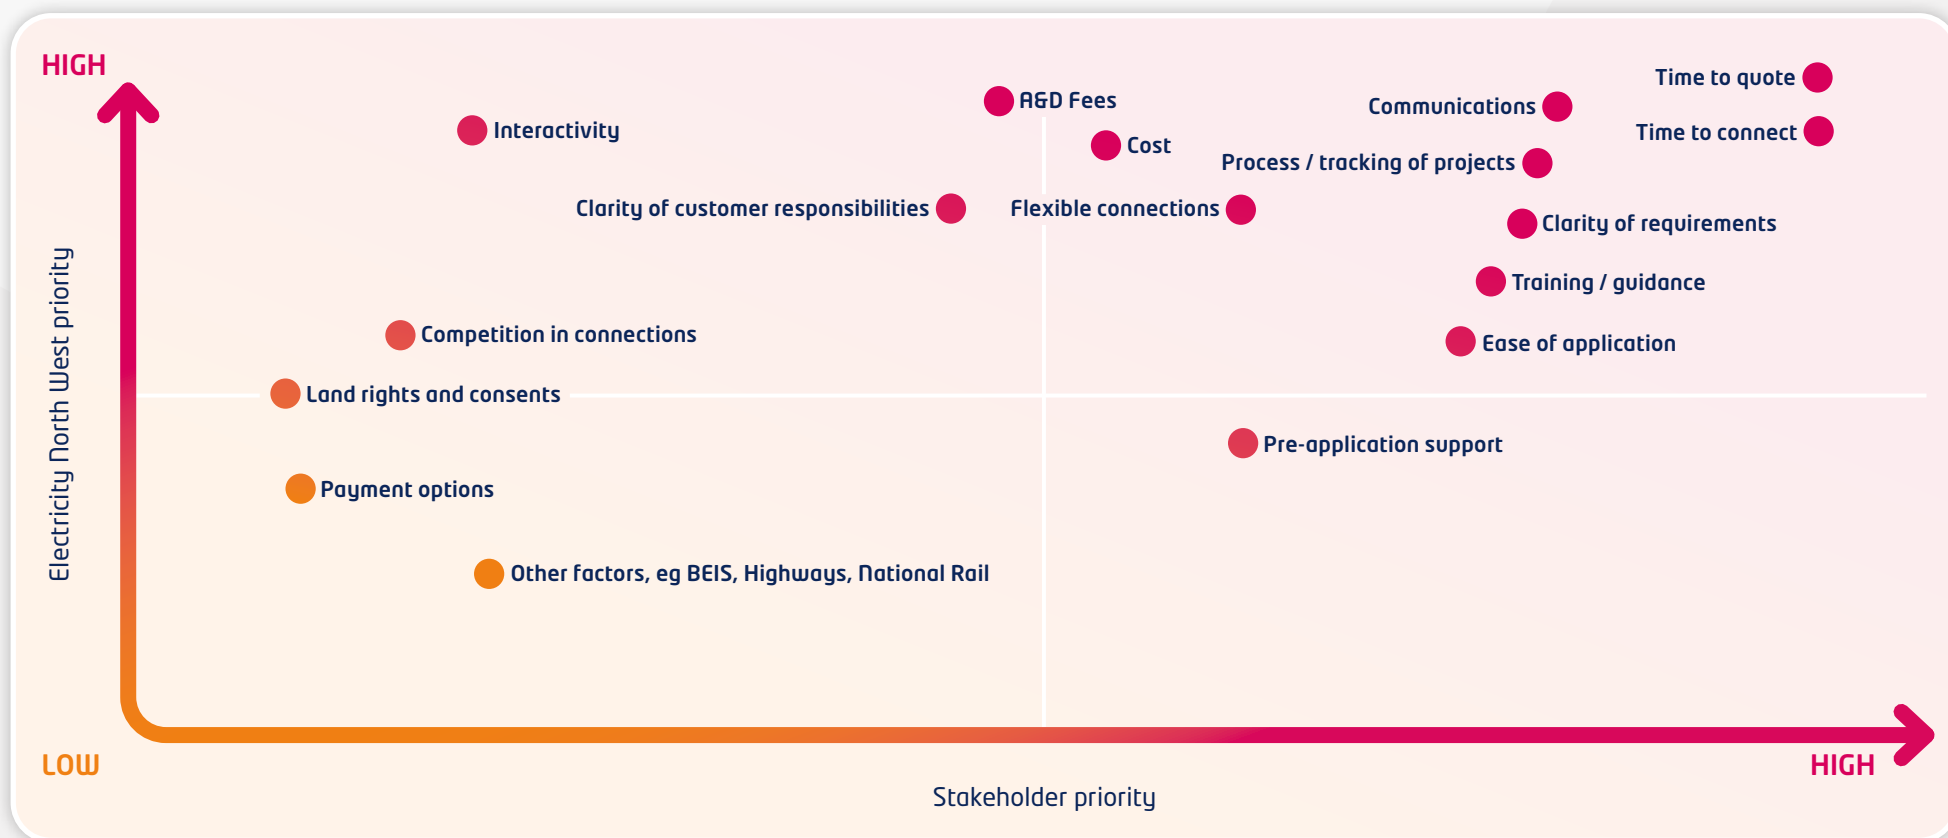 HIGH
Time to quote
A&D Fees
Communications
Interactivity
Time to connect
Cost
Process / tracking of projects
Clarity of customer responsibilities
Flexible connections
Clarity of requirements
Training / guidance
Competition in connections
Ease of application
Land rights and consents
Electricity North West priority
Pre-application support
Payment options
Other factors, eg BEIS, Highways, National Rail
LOW
HIGH
Stakeholder priority